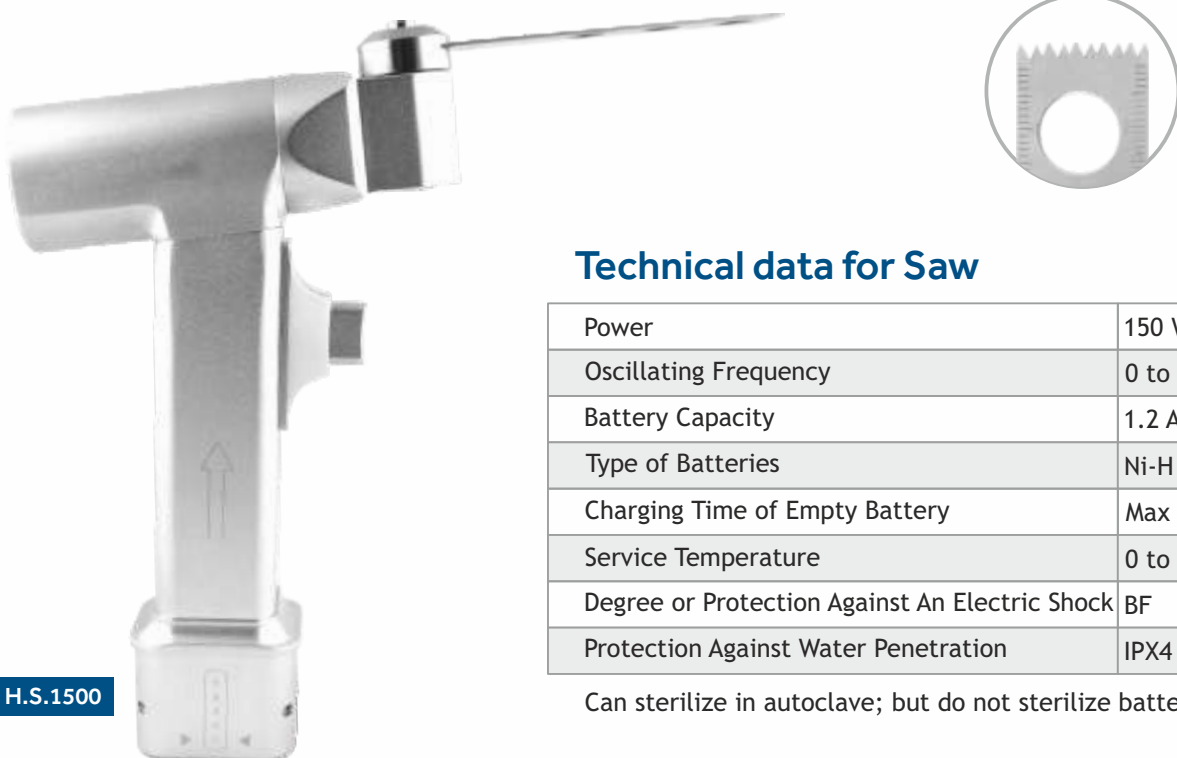 Technical data for Saw
Power 150
Oscillating Frequency 0 to
Battery Capacity 1.2
Type of Batteries Ni-H
Charging Time of Empty Battery Max
Service Temperature 0 to
Degree or Protection Against An Electric Shock BF
Protection Against Water Penetration IPX4
H.S.1500
Can sterilize in autoclave; but do not sterilize